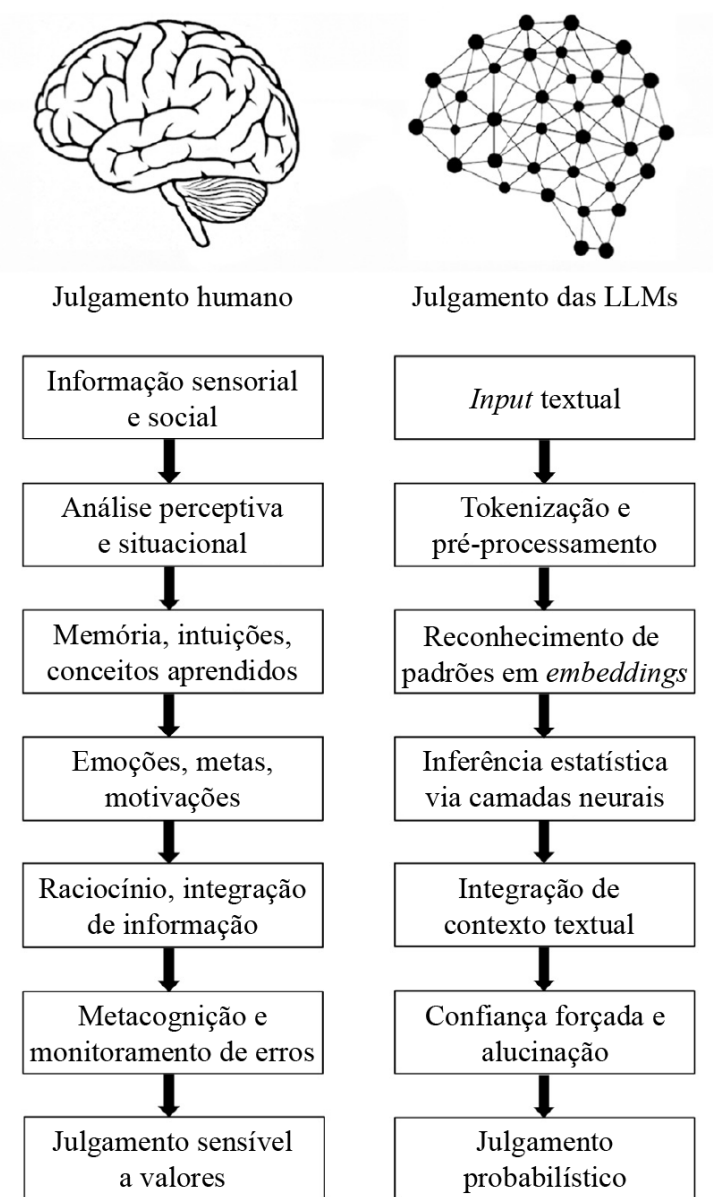 Julgamento humano
Informação sensorial
e social
Análise perceptiva
e situacional
Memória, intuições,
conceitos aprendidos
Emoções, metas,
motivações
Raciocínio, integração
de informação
Metacognição e
monitoramento de erros
Julgamento sensível
a valores
Julgamento das LLMs
Input textual
Tokenização e
pré-processamento
Reconhecimento de
padrões em embeddings
Inferência estatística
via camadas neurais
Integração de
contexto textual
Confiança forçada e
alucinação
Julgamento
probabilístico